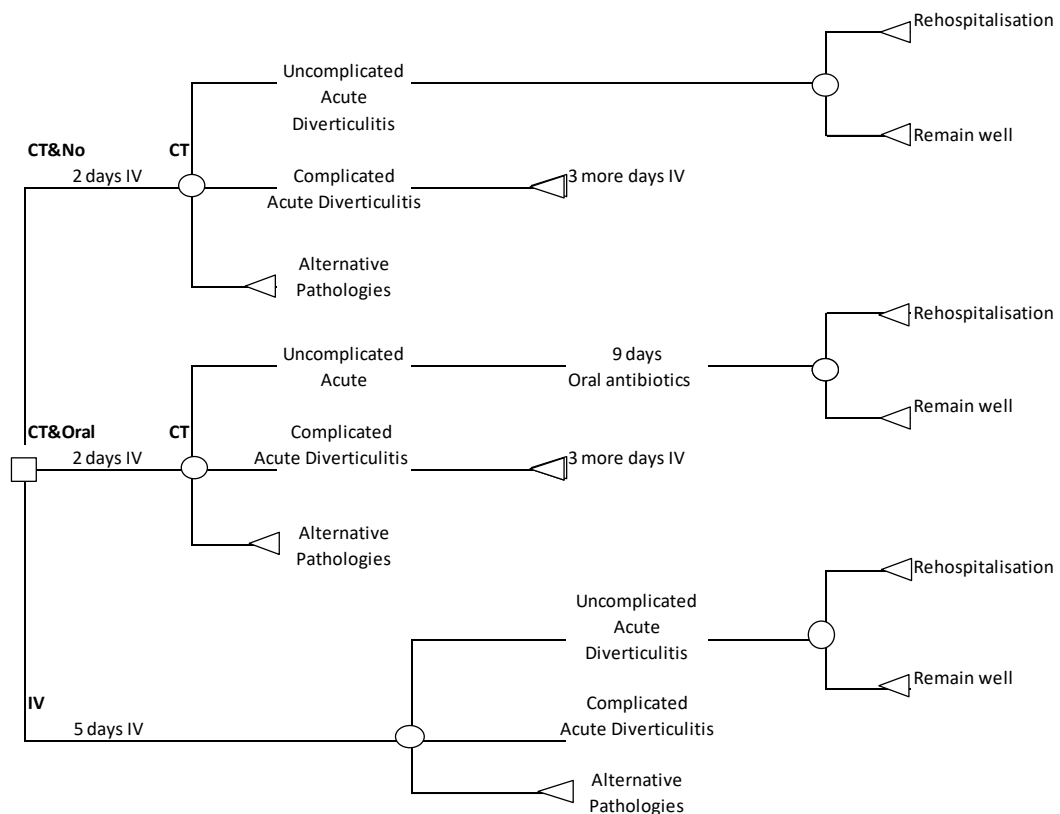 Rehospitalisation
Uncomplicated
Acute
Diverticulitis
Remain well
CT&No
CT
2 days IV
Complicated
Acute Diverticulitis
3 more days IV
Alternative
Pathologies
Rehospitalisation
Uncomplicated
Acute
9 days
Oral antibiotics
Remain well
CT&Oral
CT
2 days IV
Complicated
Acute Diverticulitis
3 more days IV
Alternative
Pathologies
Rehospitalisation
Uncomplicated
Acute
Diverticulitis
Remain well
IV
5 days IV
Complicated
Acute Diverticulitis
Alternative
Pathologies